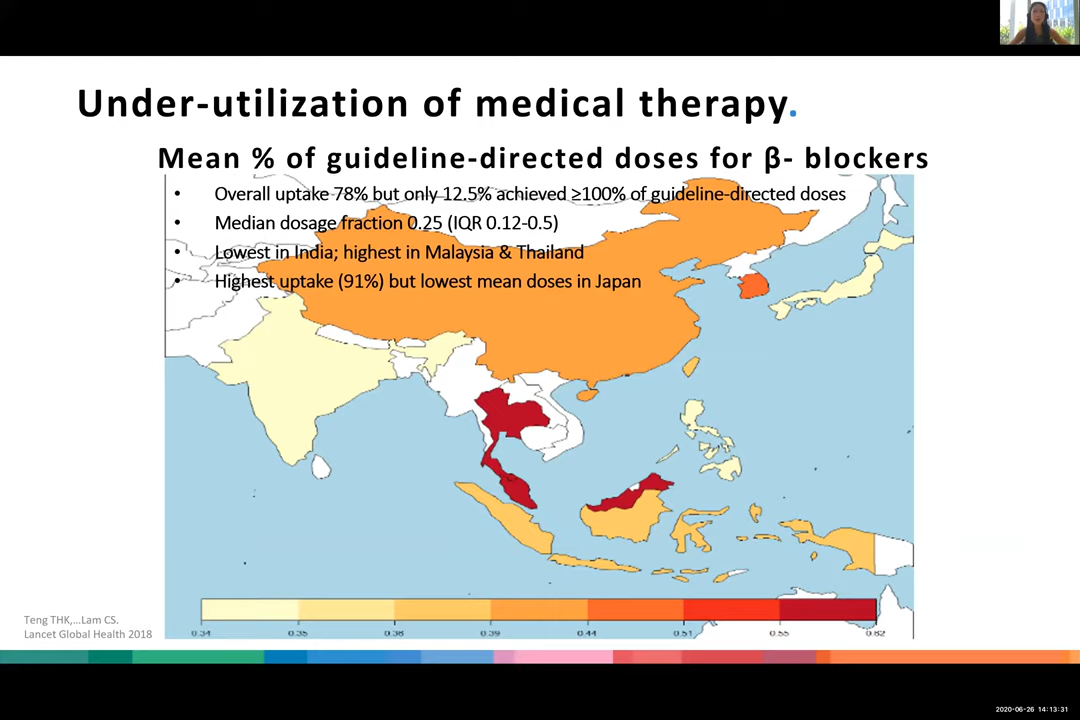 Under-utilization of medical therapy.
Mean % of guideline-directed doses for β- blockers
• Overall uptake 78% but only 12.5% achieved ≥100% of guideline-directed doses
• Median dosage fraction 0.25 (IQR 0.12-0.5)
• Lowest in India; highest in Malaysia & Thailand
• Highest uptake (91%) but lowest mean doses in Japan
Teng THK,...Lam CS.
Lancet Global Health 2018
0.34 0.35 0.38 0.39 0.44 0.51 0.55 0.62
2020-06-26 14:13:31